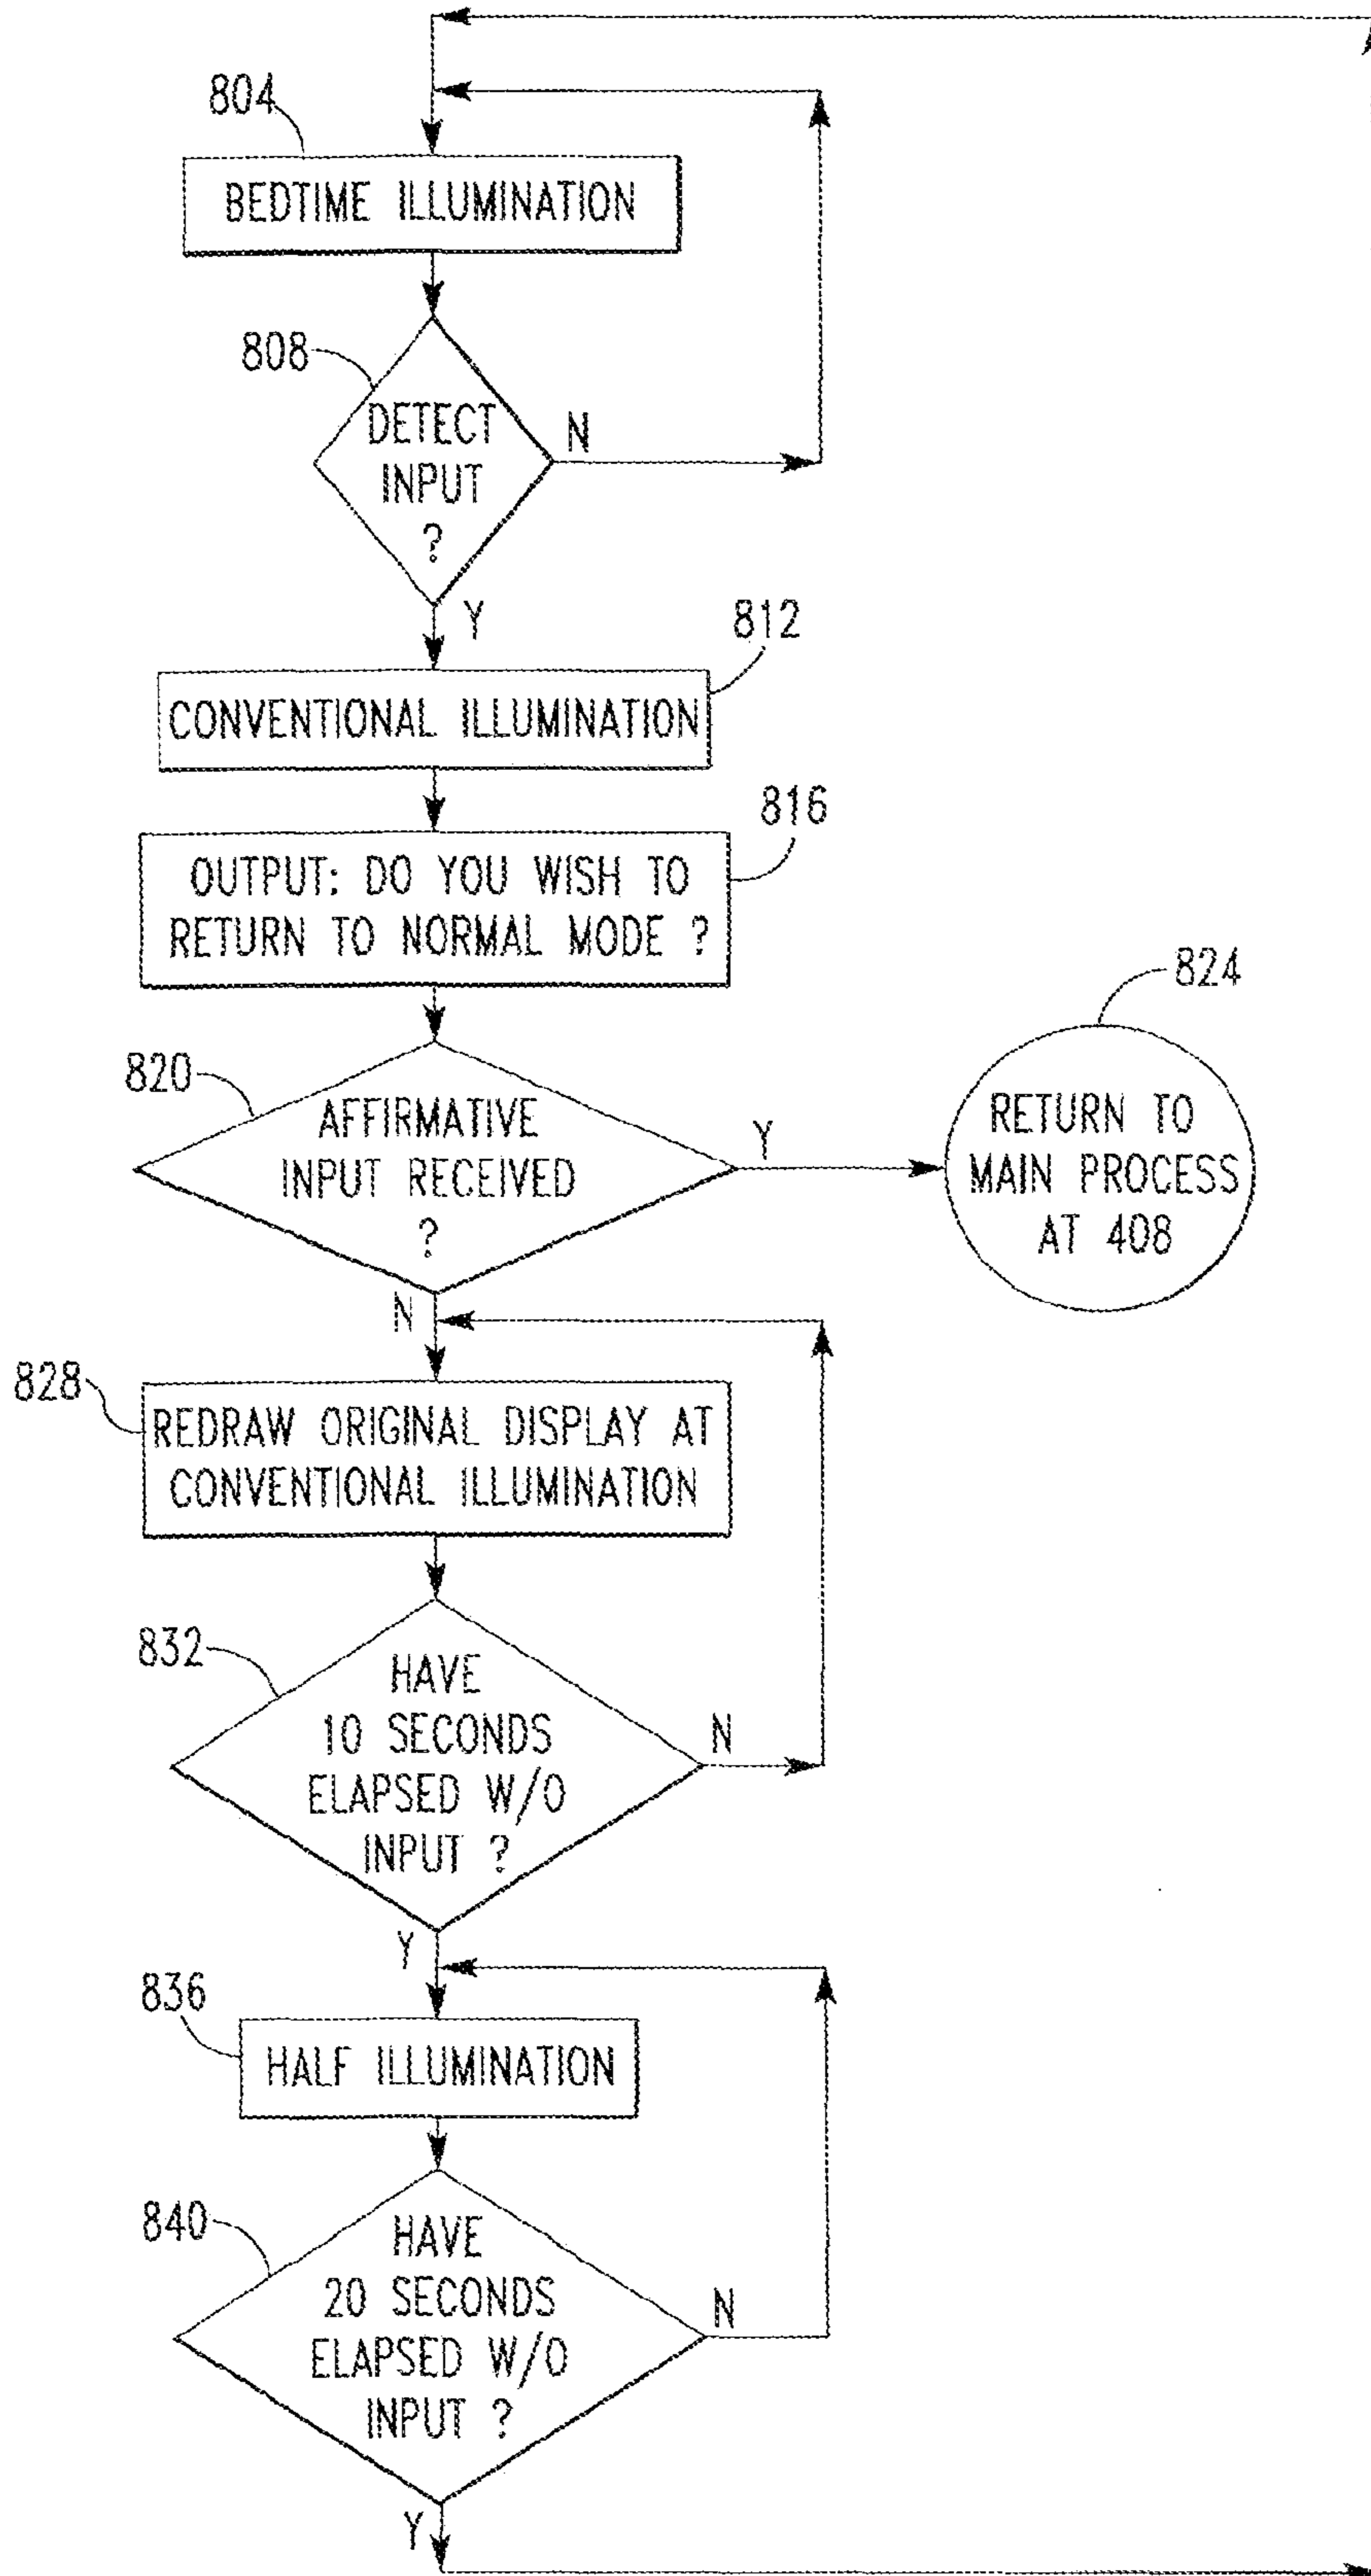 804
BEDTIME ILLUMINATION
808
DETECT
INPUT
?
N
Y
812
CONVENTIONAL ILLUMINATION
816
OUTPUT: DO YOU WISH TO
RETURN TO NORMAL MODE ?
820
AFFIRMATIVE
INPUT RECEIVED
?
Y
824
RETURN TO
MAIN PROCESS
AT 408
N
828
REDRAW ORIGINAL DISPLAY AT
CONVENTIONAL ILLUMINATION
832
HAVE
10 SECONDS
ELAPSED W/O
INPUT ?
N
Y
836
HALF ILLUMINATION
840
HAVE
20 SECONDS
ELAPSED W/O
INPUT ?
N
Y